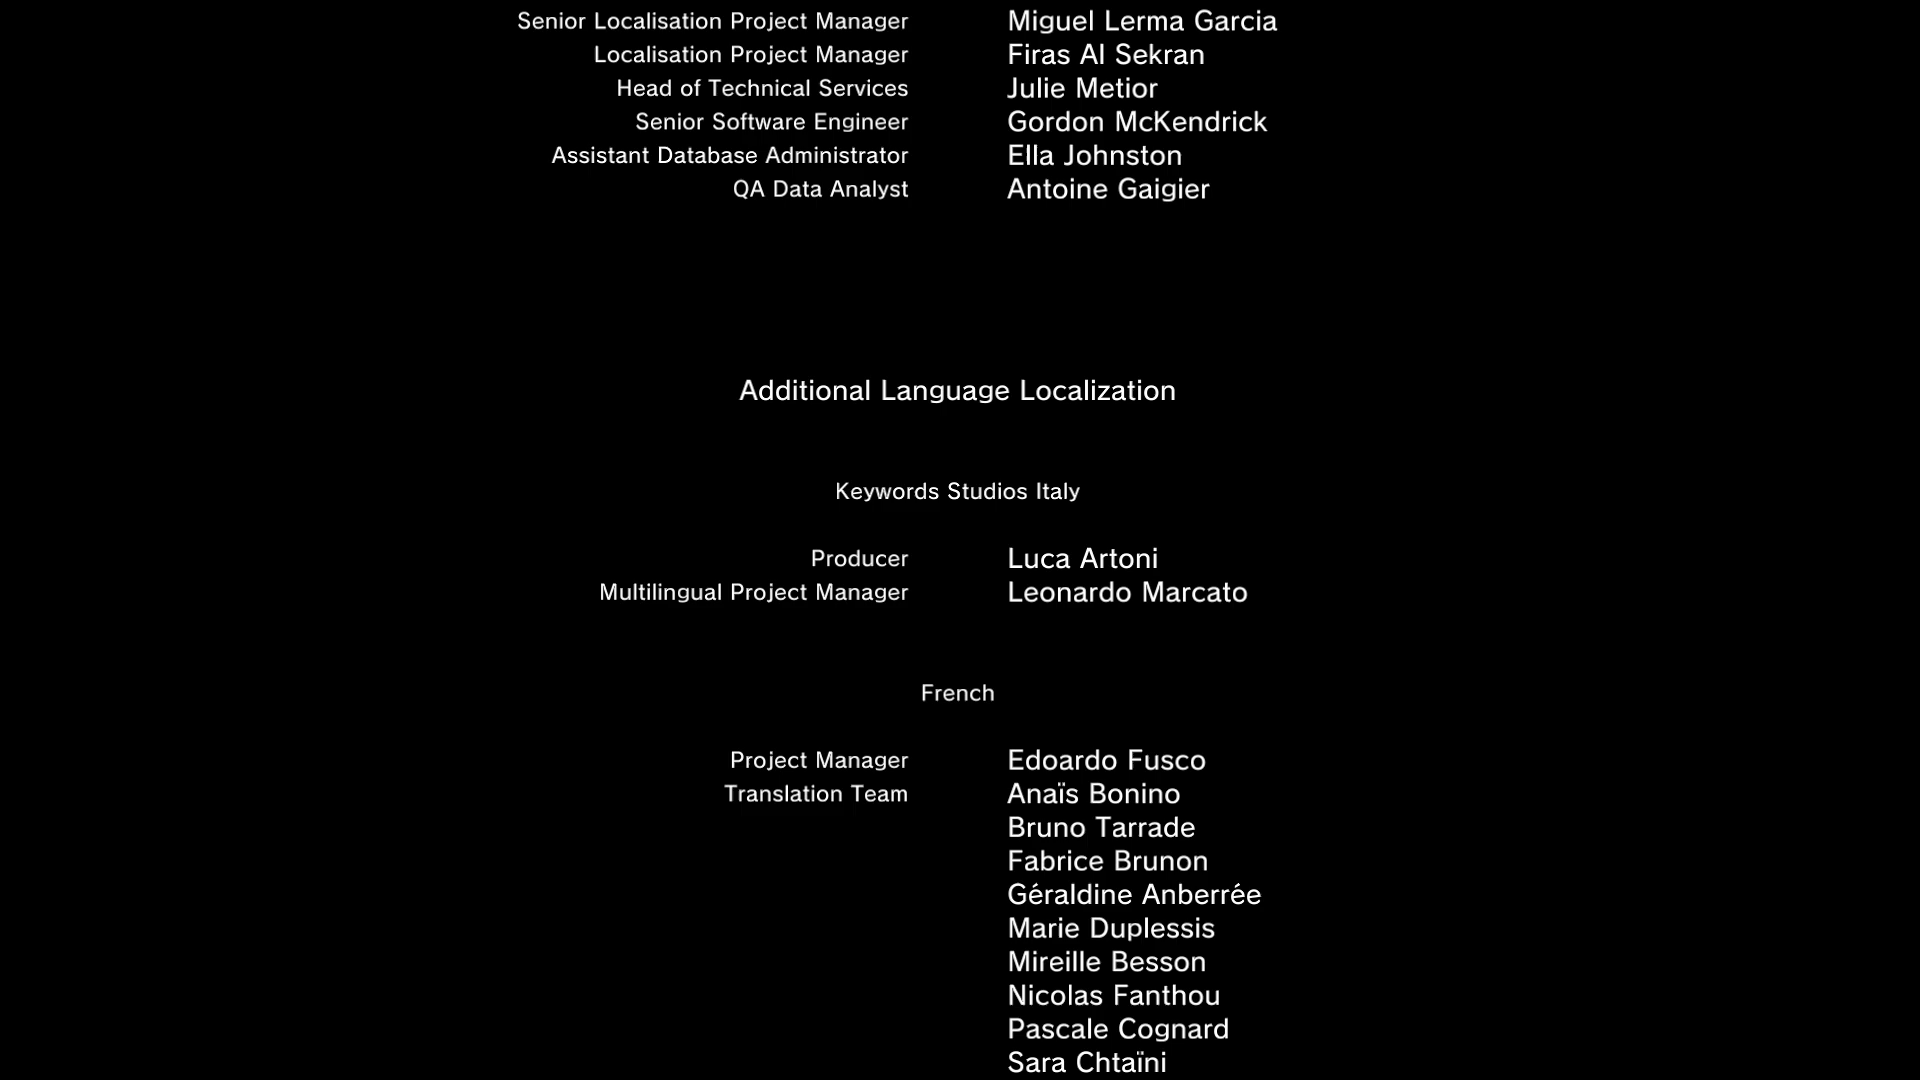 Senior Localisation Project Manager Miguel Lerma Garcia
Localisation Project Manager Firas Al Sekran
Head of Technical Services Julie Metior
Senior Software Engineer Gordon McKendrick
Assistant Database Administrator Ella Johnston
QA Data Analyst Antoine Gaigier
Additional Language Localization
Keywords Studios Italy
Producer Luca Artoni
Multilingual Project Manager Leonardo Marcato
French
Project Manager Edoardo Fusco
Translation Team Anaïs Bonino
Bruno Tarrade
Fabrice Brunon
Géraldine Anberrée
Marie Duplessis
Mireille Besson
Nicolas Fanthou
Pascale Cognard
Sara Chtaïni